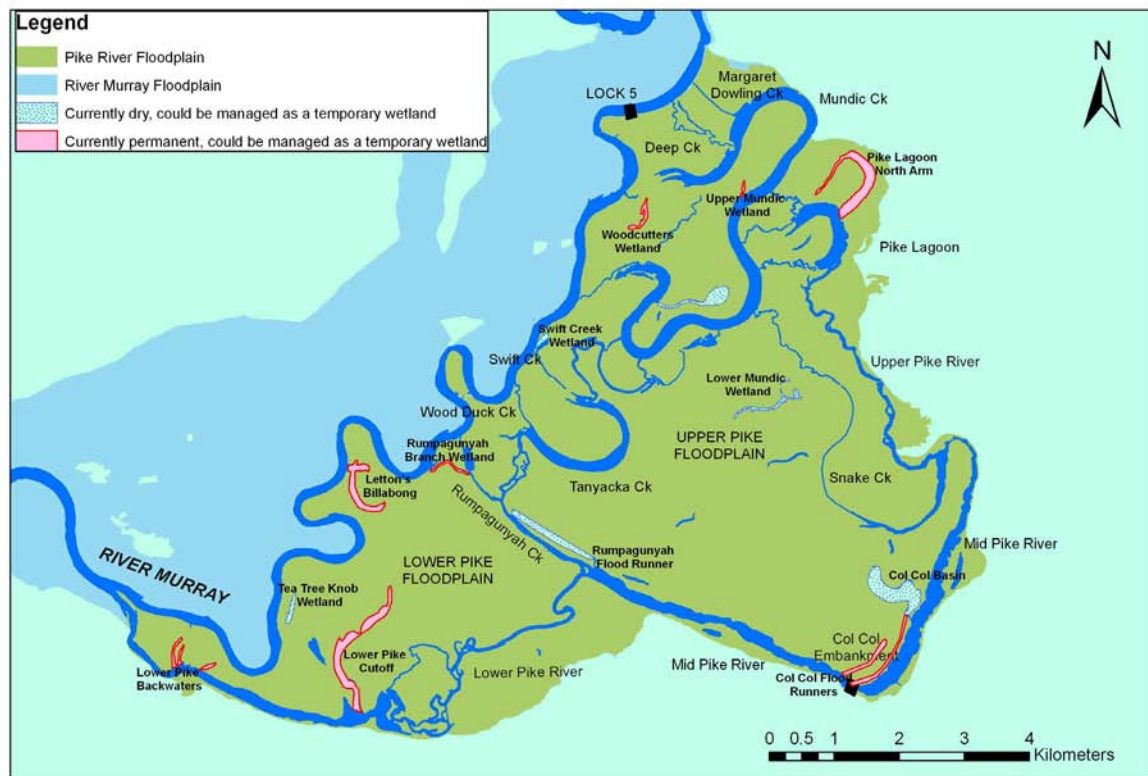 Legend
Pike River Floodplain
River Murray Floodplain
Currently dry, could be managed as a temporary wetland
Currently permanent, could be managed as a temporary wetland
N
LOCK 5
Margaret
Dowling Ck
Mundic Ck
Deep Ck
Pike Lagoon
North Arm
Upper Mundic
Wetland
Woodcutters
Wetland
Pike Lagoon
Swift Creek
Wetland
Swift Ck
Upper Pike River
Lower Mundic
Wetland
Wood Duck Ck
Rumpagunyah
Branch Wetland
UPPER PIKE
FLOODPLAIN
Letton's
Billabong
Tanyacka Ck
Snake Ck
Rumpagunyah Ck
Rumpagunyah
Flood Runner
Mid Pike River
LOWER PIKE
FLOODPLAIN
RIVER MURRAY
Tea Tree Knob
Wetland
Col Col Basin
Col Col
Embankment
Lower Pike
Cutoff
Lower Pike River
Mid Pike River
Lower Pike
Backwaters
Col Col Flood
Runners
0 0.5 1 2 3 4
Kilometers